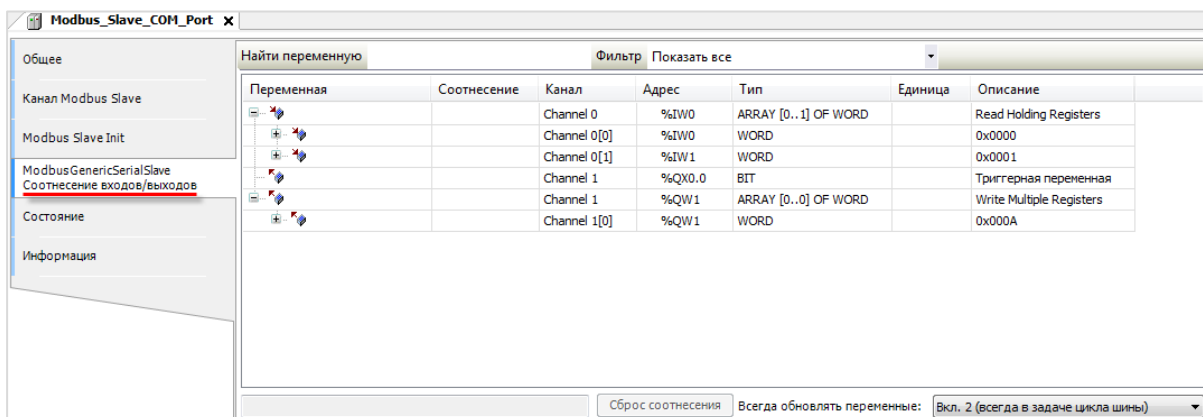 Modbus_Slave_COM_Port X
Общее
Канал Modbus Slave
Modbus Slave Init
ModbusGenericSerialSlave
Соотнесение входов/выходов
Состояние
Информация
Найти переменную Фильтр Показать все
Переменная Соотнесение Канал Адрес Тип Единица Описание
Channel 0 %IW0 ARRAY [0..1] OF WORD Read Holding Registers
Channel 0[0] %IW0 WORD 0x0000
Channel 0[1] %IW1 WORD 0x0001
Channel 1 %QX0.0 BIT Триггерная переменная
Channel 1 %QW1 ARRAY [0..0] OF WORD Write Multiple Registers
Channel 1[0] %QW1 WORD 0x000A
Сброс соотнесения Всегда обновлять переменные: Вкл. 2 (всегда в задаче цикла шины)